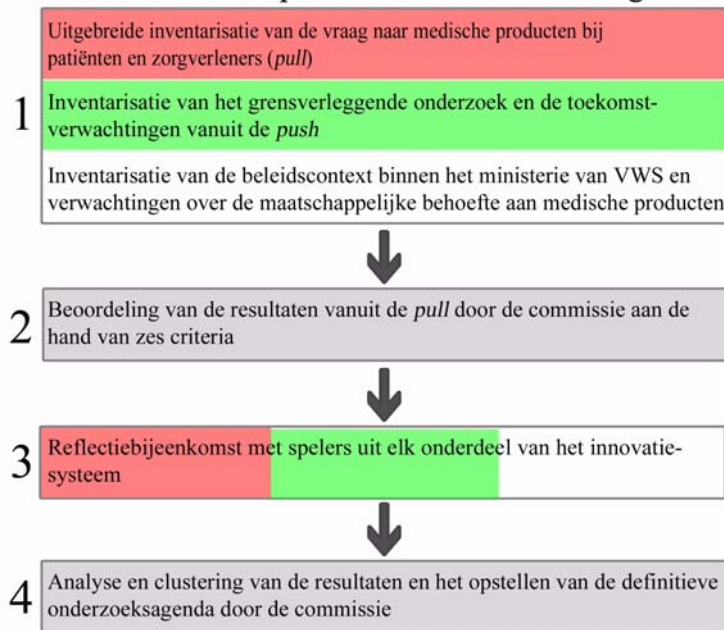 Uitgebreide inventarisatie van de vraag naar medische producten bij
patiënten en zorgverleners (pull)
1
Inventarisatie van het grensverleggende onderzoek en de toekomst-
verwachtingen vanuit de push
Inventarisatie van de beleidscontext binnen het ministerie van VWS en
verwachtingen over de maatschappelijke behoefte aan medische producten
2
Beoordeling van de resultaten vanuit de pull door de commissie aan de
hand van zes criteria
3
Reflectiebijeenkomst met spelers uit elk onderdeel van het innovatie-
systeem
4
Analyse en clustering van de resultaten en het opstellen van de definitieve
onderzoeksagenda door de commissie